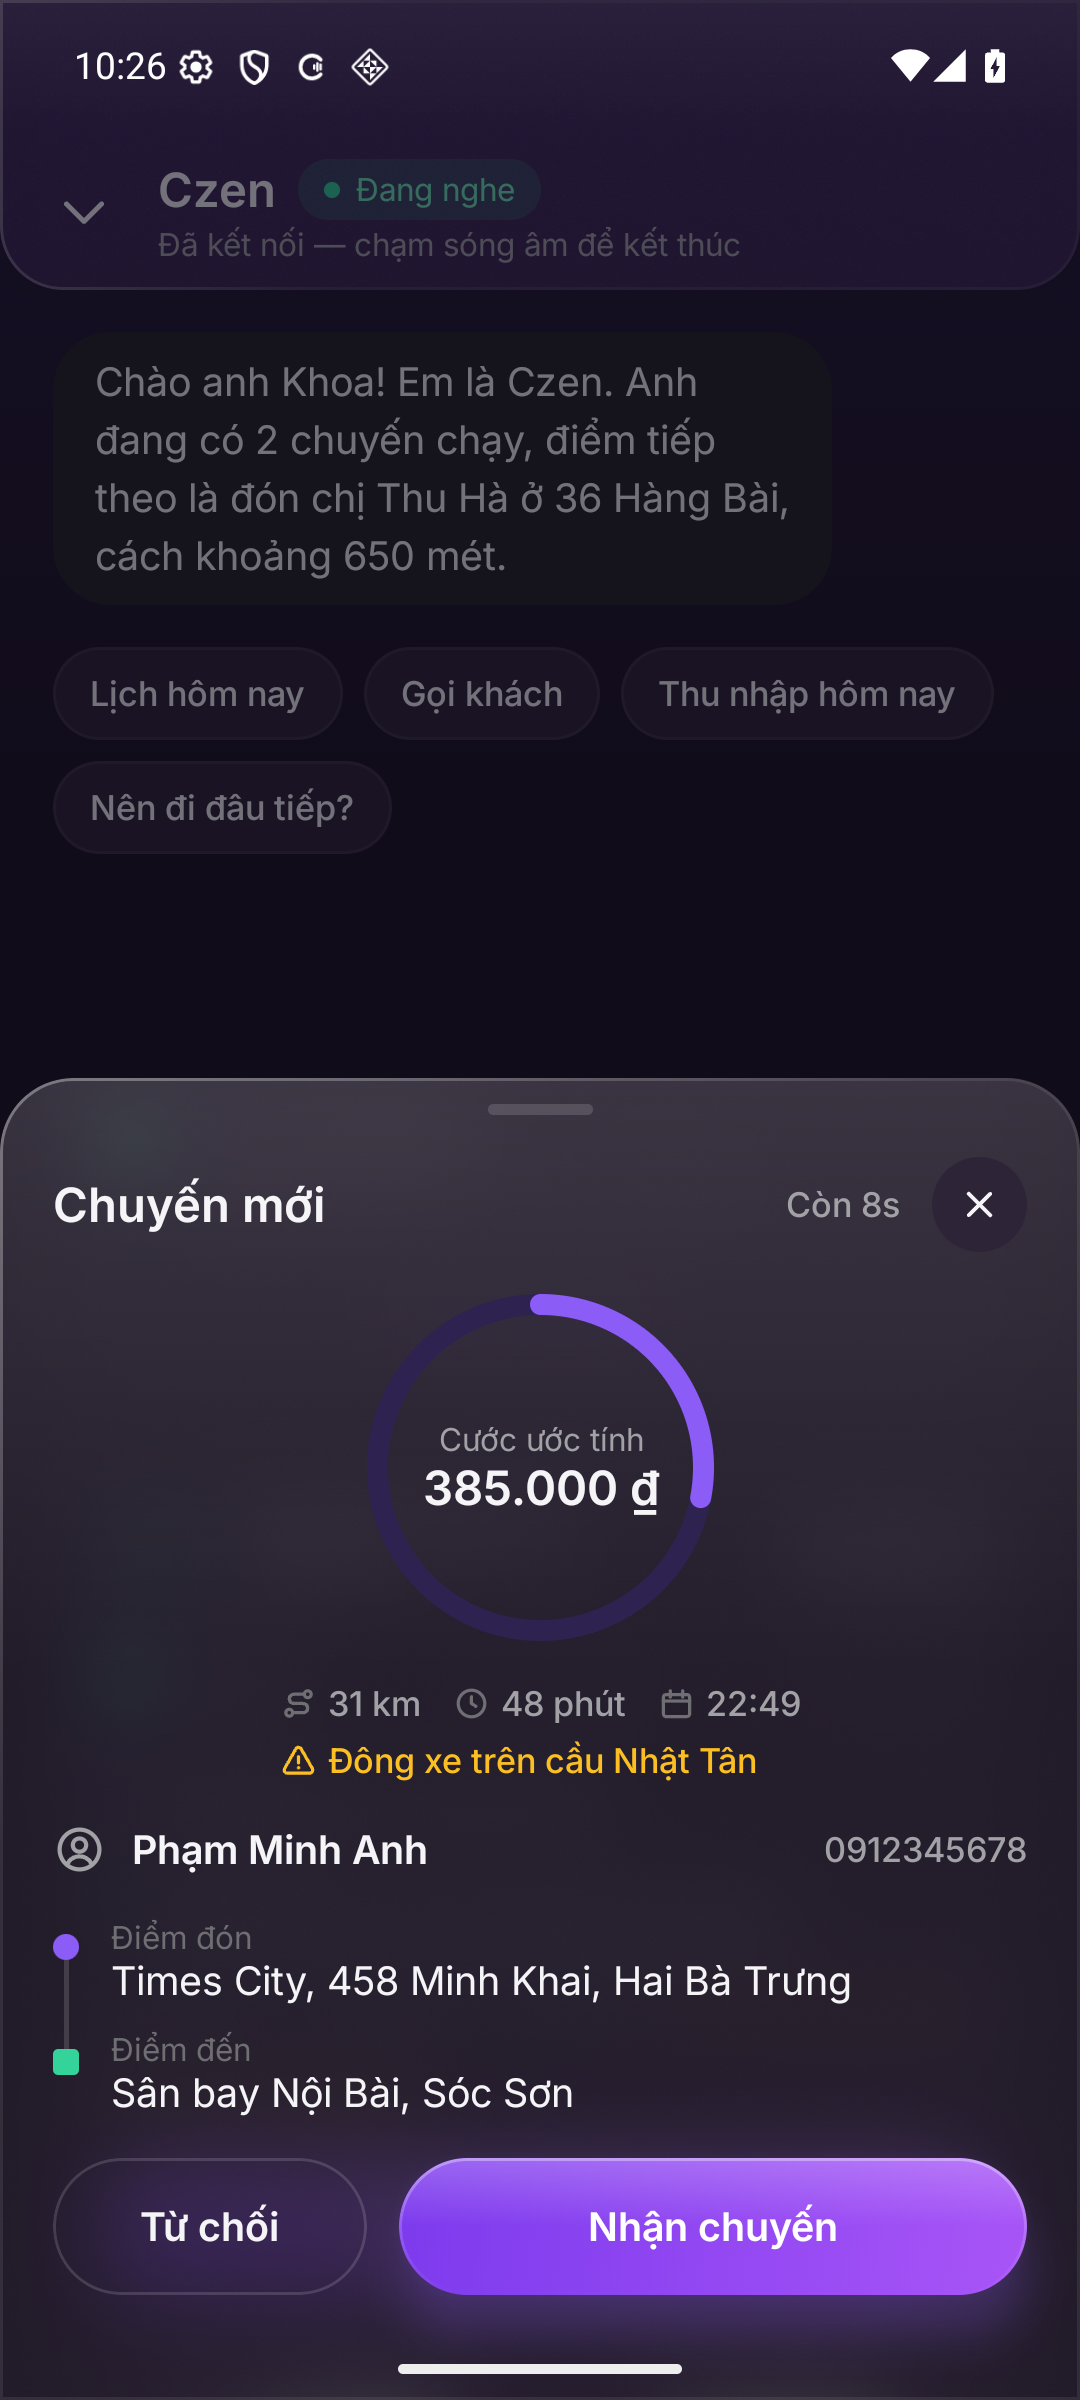 10:26
Czen
Đang nghe
Đã kết nối — chạm sóng âm để kết thúc
Chào anh Khoa! Em là Czen. Anh
đang có 2 chuyến chạy, điểm tiếp
theo là đón chị Thu Hà ở 36 Hàng Bài,
cách khoảng 650 mét.
Lịch hôm nay
Gọi khách
Thu nhập hôm nay
Nên đi đâu tiếp?
Chuyến mới
Còn 8s
Cước ước tính
385.000 ₫
31 km
48 phút
22:49
Đông xe trên cầu Nhật Tân
Phạm Minh Anh
0912345678
Điểm đón
Times City, 458 Minh Khai, Hai Bà Trưng
Điểm đến
Sân bay Nội Bài, Sóc Sơn
Từ chối
Nhận chuyến